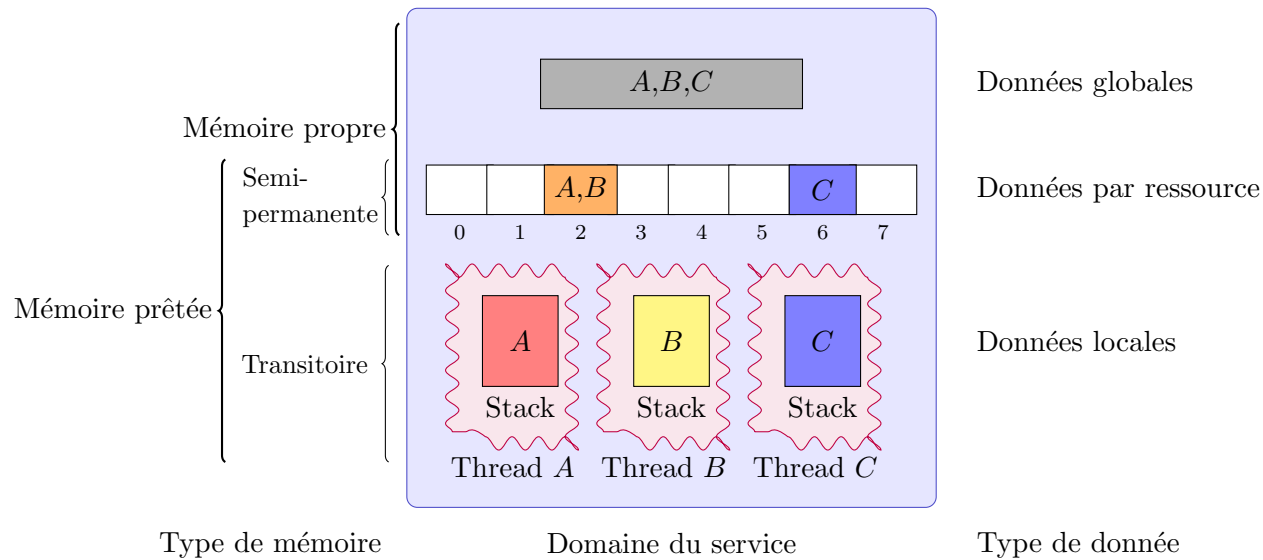 A,B,C
Données globales
Mémoire propre
Semi-
permanente
A,B
C
Données par ressource
0 1 2 3 4 5 6 7
Mémoire prêtée
Transitoire
A
B
C
Données locales
Stack
Stack
Stack
Thread A
Thread B
Thread C
Type de mémoire
Domaine du service
Type de donnée